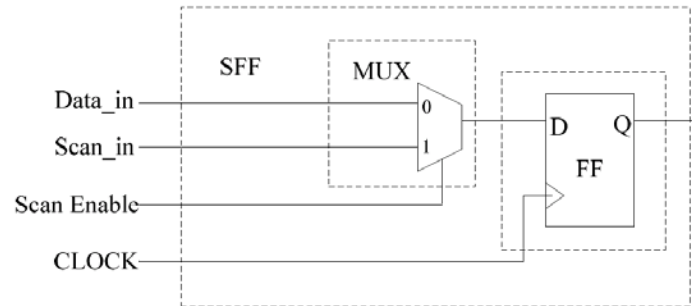 SFF
MUX
Data_in
0
D
Q
Scan_in
1
FF
Scan Enable
CLOCK